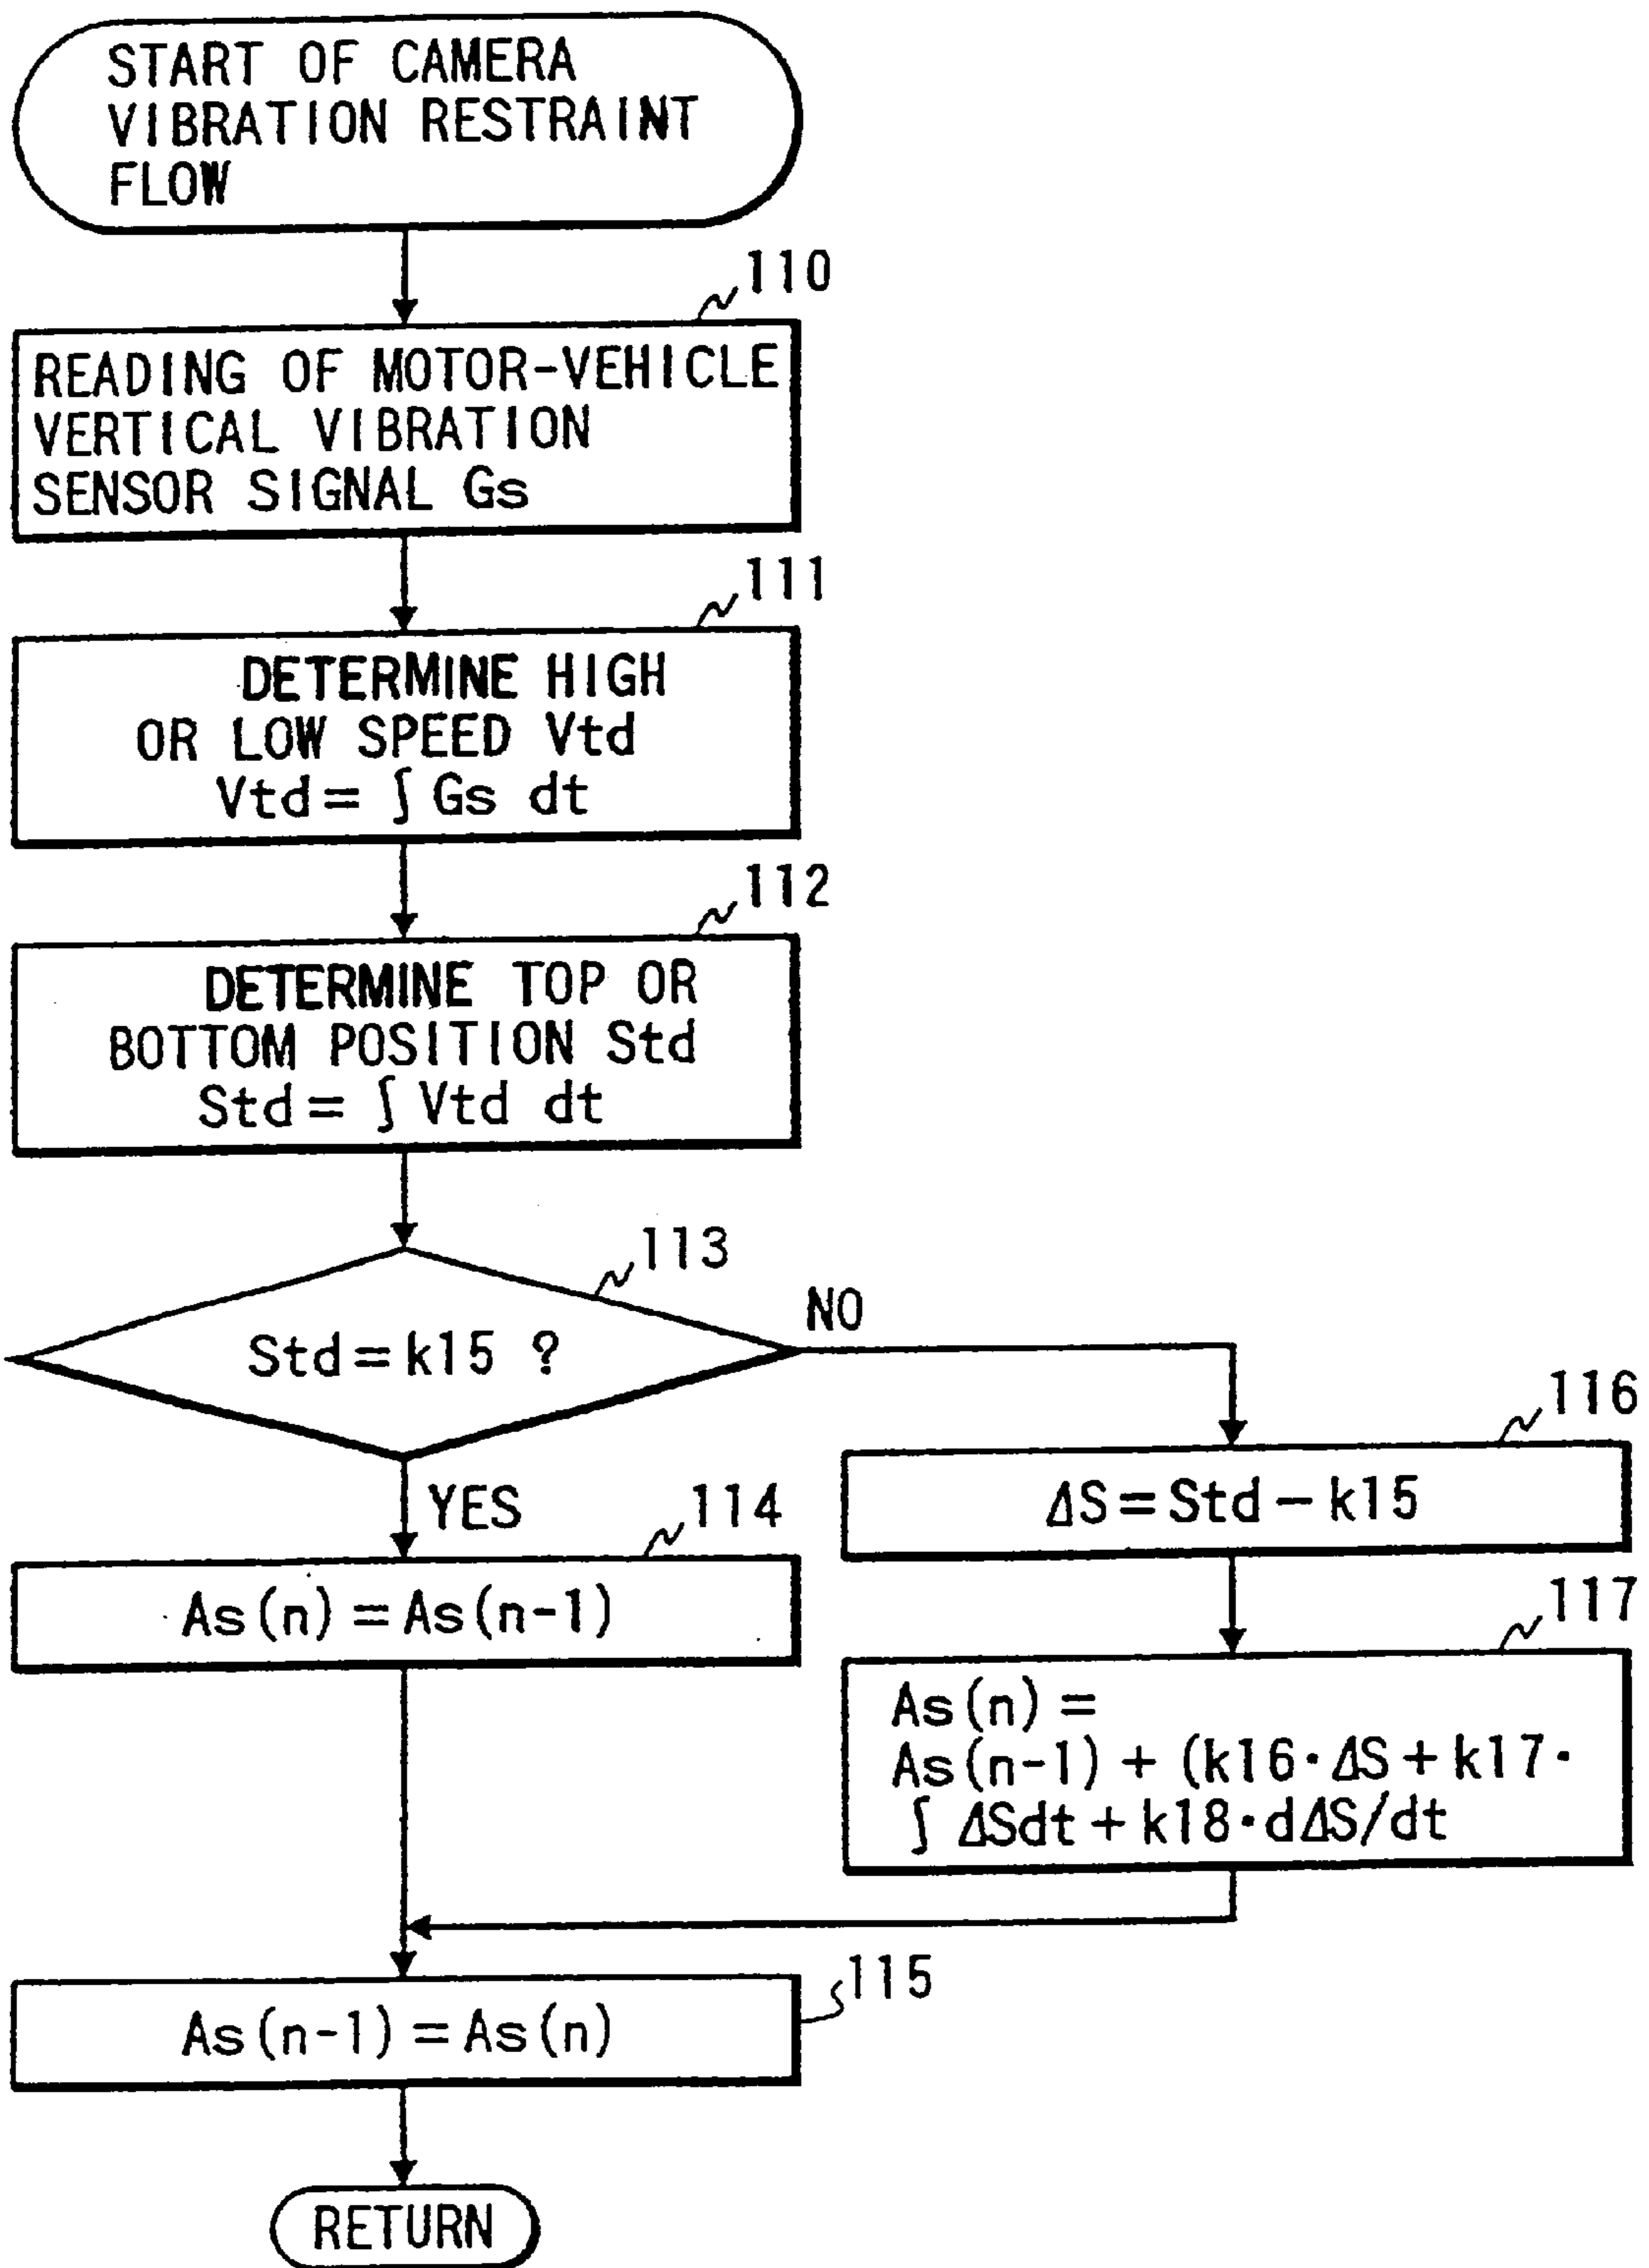 START OF CAMERA
VIBRATION RESTRAINT
FLOW
110
READING OF MOTOR-VEHICLE
VERTICAL VIBRATION
SENSOR SIGNAL Gs
111
DETERMINE HIGH
OR LOW SPEED Vtd
Vtd = ∫ Gs dt
112
DETERMINE TOP OR
BOTTOM POSITION Std
Std = ∫ Vtd dt
113
Std = k15 ?
NO
YES
114
As(n) = As(n-1)
116
ΔS = Std − k15
117
As(n) =
As(n-1) + (k16・ΔS + k17・
∫ ΔSdt + k18・dΔS/dt
115
As(n-1) = As(n)
RETURN